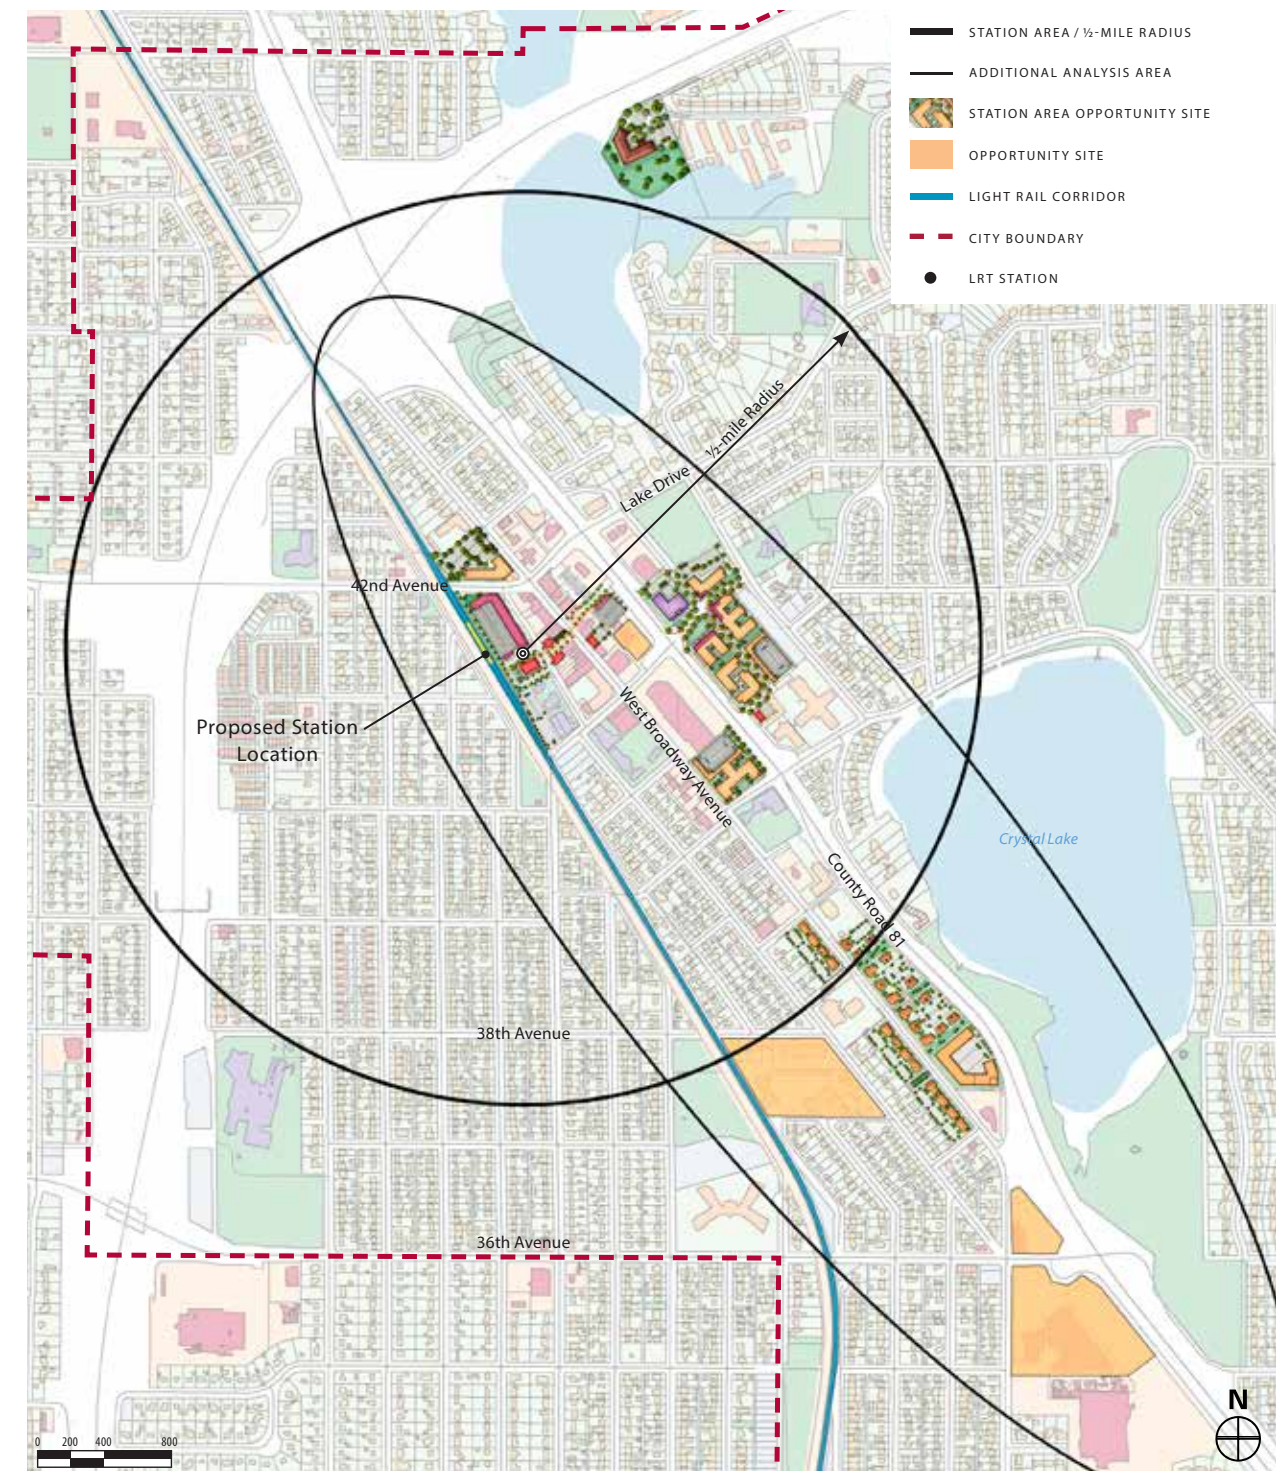 STATION AREA / ½-MILE RADIUS
ADDITIONAL ANALYSIS AREA
STATION AREA OPPORTUNITY SITE
OPPORTUNITY SITE
LIGHT RAIL CORRIDOR
CITY BOUNDARY
LRT STATION
½-mile Radius
Lake Drive
42nd Avenue
West Broadway Avenue
Proposed Station
Location
Crystal Lake
County Road 81
38th Avenue
36th Avenue
N
0 200 400 800